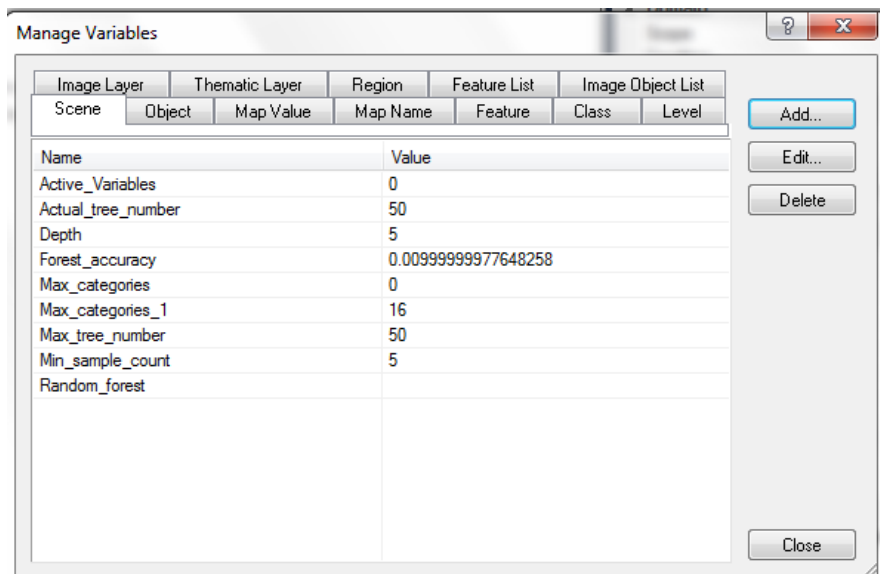 Manage Variables
Image Layer Thematic Layer Region Feature List Image Object List
Scene Object Map Value Map Name Feature Class Level
Add...
Name Value
Edit...
Active_Variables 0
Actual_tree_number 50
Delete
Depth 5
Forest_accuracy 0.00999999977648258
Max_categories 0
Max_categories_1 16
Max_tree_number 50
Min_sample_count 5
Random_forest
Close